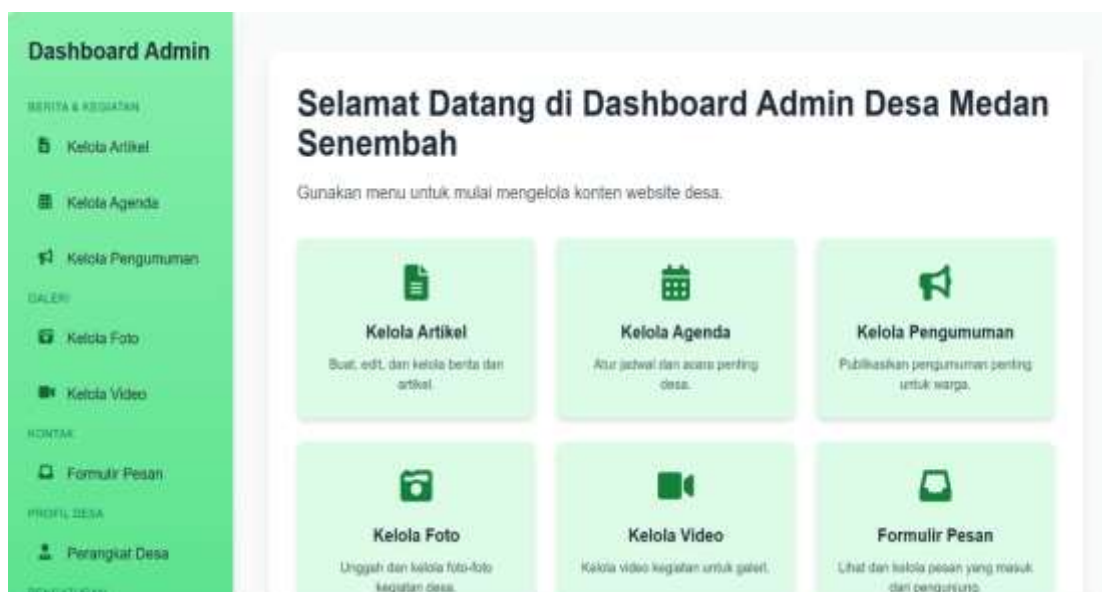 Dashboard Admin
BERITA & KEGIATAN
Kelola Artikel
Kelola Agenda
Kelola Pengumuman
GALERI
Kelola Foto
Kelola Video
KONTAK
Formulir Pesan
PROFIL DESA
Perangkat Desa
PENGATURAN
Selamat Datang di Dashboard Admin Desa Medan
Senembah
Gunakan menu untuk mulai mengelola konten website desa.
Kelola Artikel
Buat, edit, dan kelola berita dan
artikel.
Kelola Agenda
Atur jadwal dan acara penting
desa.
Kelola Pengumuman
Publikasikan pengumuman penting
untuk warga.
Kelola Foto
Unggah dan kelola foto-foto
kegiatan desa.
Kelola Video
Kelola video kegiatan untuk galeri.
Formulir Pesan
Lihat dan kelola pesan yang masuk
dari pengunjung.